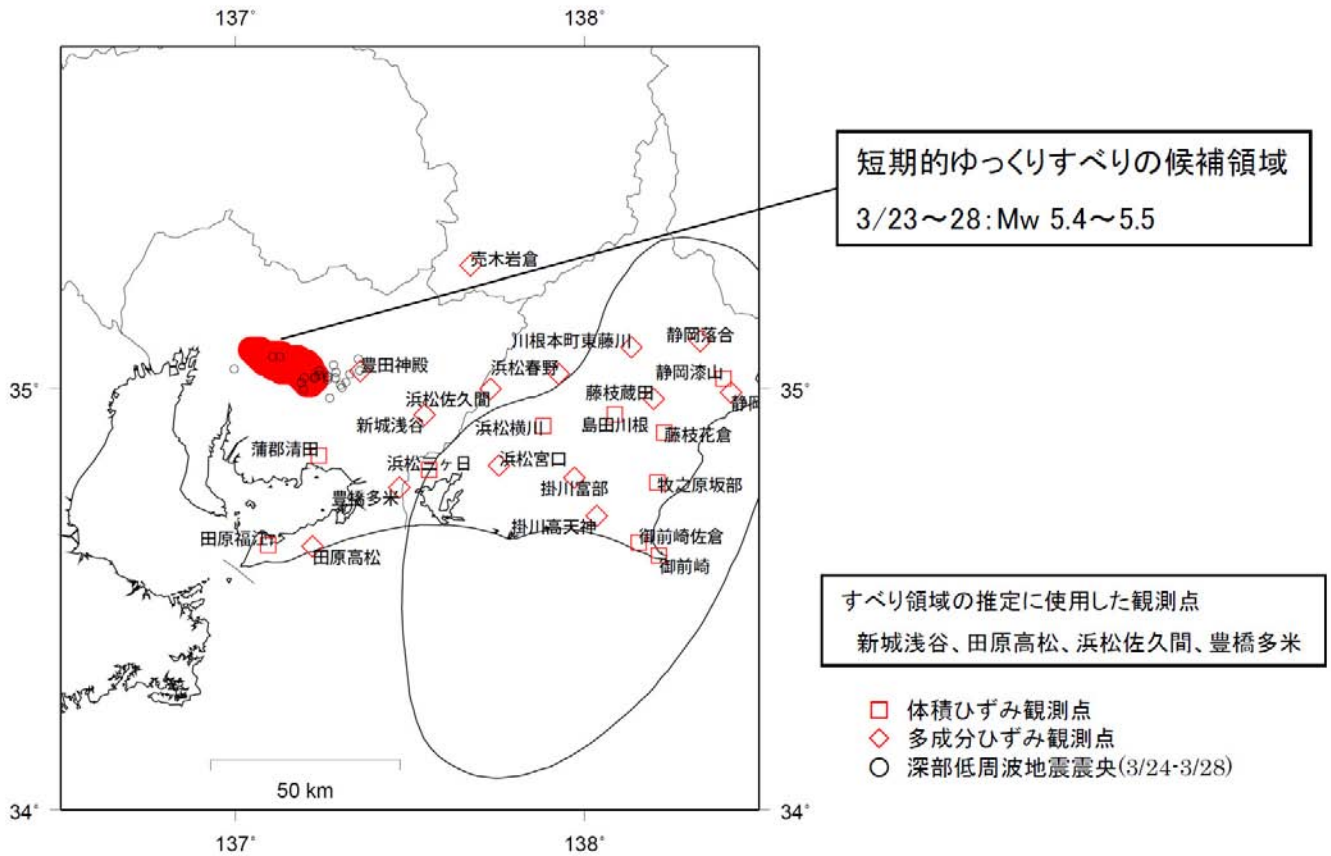 137°
138°
短期的ゆっくりすべりの候補領域
3/23～28:Mw 5.4～5.5
売木岩倉
川根本町東藤川
静岡落合
豊田神殿
浜松春野
静岡漆山
35°
35°
浜松佐久間
藤枝蔵田
静岡
新城浅谷
浜松横川
島田川根
藤枝花倉
蒲郡清田
浜松三ヶ日
浜松宮口
豊橋多米
掛川富部
牧之原坂部
掛川高天神
田原福江
御前崎佐倉
田原高松
御前崎
すべり領域の推定に使用した観測点
新城浅谷、田原高松、浜松佐久間、豊橋多米
体積ひずみ観測点
多成分ひずみ観測点
深部低周波地震震央(3/24-3/28)
50 km
34°
34°
137°
138°